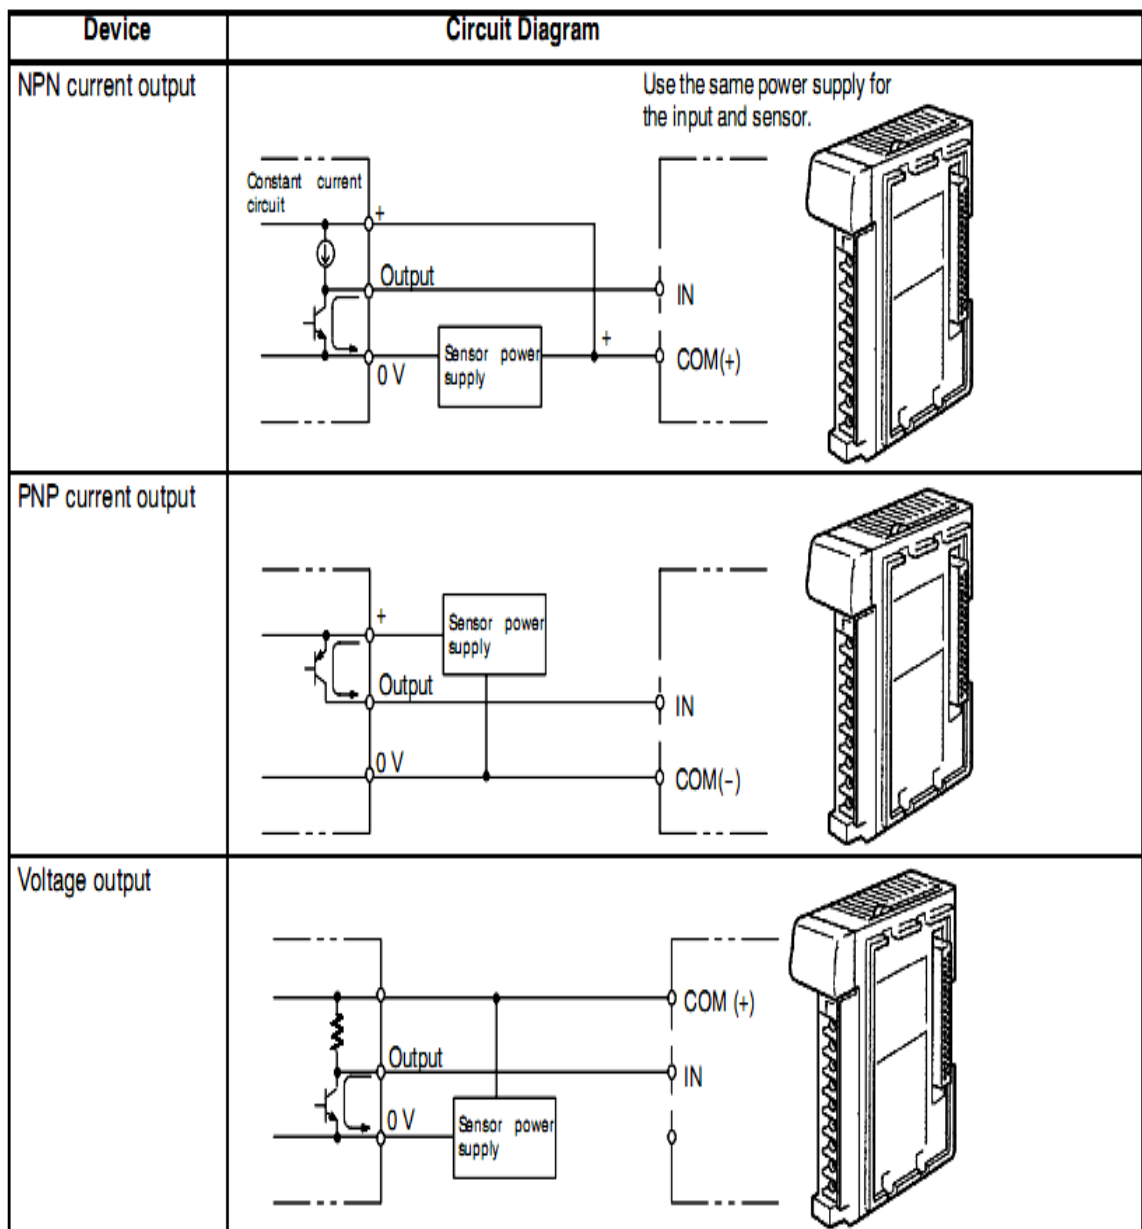 Device
Circuit Diagram
NPN current output
Use the same power supply for
the input and sensor.
Constant current
circuit
+
Output
IN
+
Sensor power
supply
COM(+)
0 V
PNP current output
+
Sensor power
supply
Output
IN
0 V
COM(−)
Voltage output
COM (+)
Output
IN
0 V
Sensor power
supply